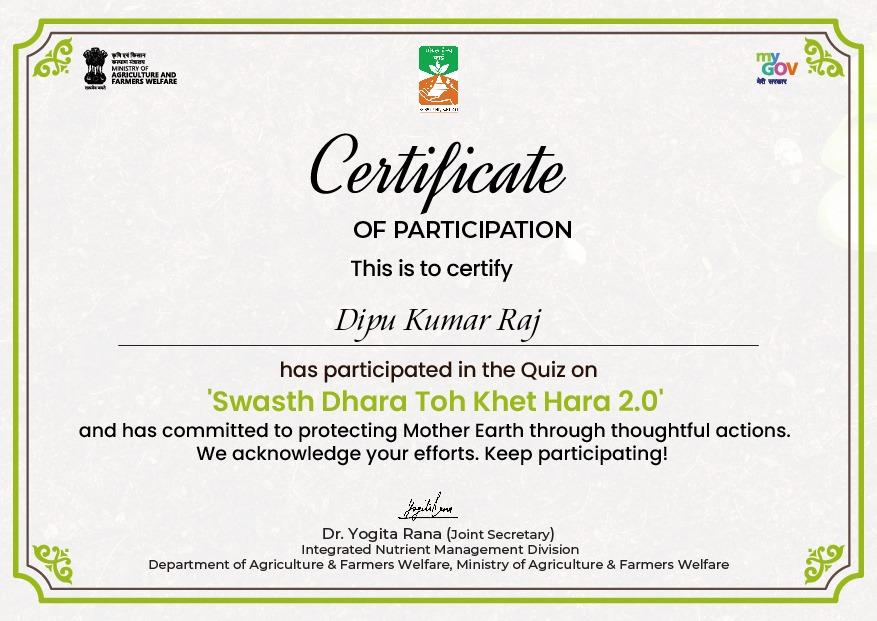 कृषि एवं किसान
कल्याण मंत्रालय
MINISTRY OF
AGRICULTURE AND
FARMERS WELFARE
सत्यमेव जयते
my
GOV
मेरी सरकार
Certificate
OF PARTICIPATION
This is to certify
Dipu Kumar Raj
has participated in the Quiz on
'Swasth Dhara Toh Khet Hara 2.0'
and has committed to protecting Mother Earth through thoughtful actions.
We acknowledge your efforts. Keep participating!
Yogita Rana
Dr. Yogita Rana (Joint Secretary)
Integrated Nutrient Management Division
Department of Agriculture & Farmers Welfare, Ministry of Agriculture & Farmers Welfare